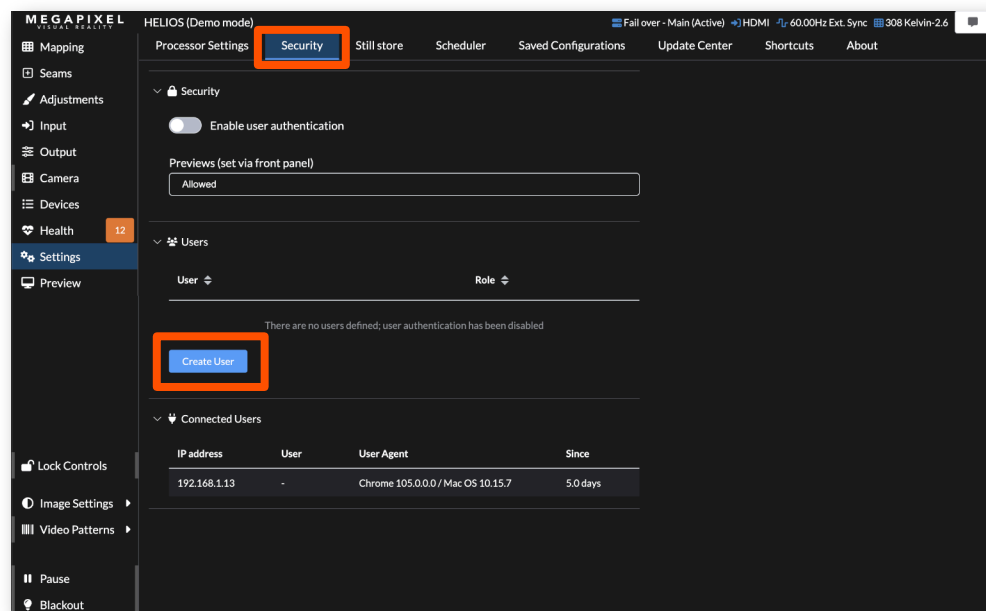 MEGAPIXEL
VISUAL REALITY
HELIOS (Demo mode)
Fail over - Main (Active) HDMI 60.00Hz Ext. Sync 308 Kelvin-2.6
Processor Settings Security Still store Scheduler Saved Configurations Update Center Shortcuts About
Mapping
Seams
Adjustments
Input
Output
Camera
Devices
Health 12
Settings
Preview
Lock Controls
Image Settings
Video Patterns
Pause
Blackout
Security
Enable user authentication
Previews (set via front panel)
Allowed
Users
User Role
There are no users defined; user authentication has been disabled
Create User
Connected Users
IP address User User Agent Since
192.168.1.13 - Chrome 105.0.0.0 / Mac OS 10.15.7 5.0 days